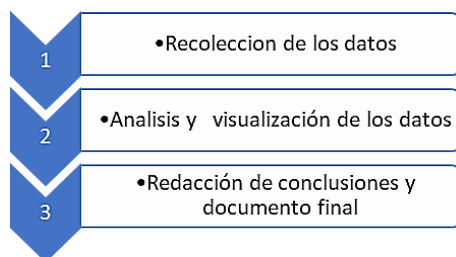 1
•Recoleccion de los datos
2
•Analisis y visualización de los datos
3
•Redacción de conclusiones y
documento final